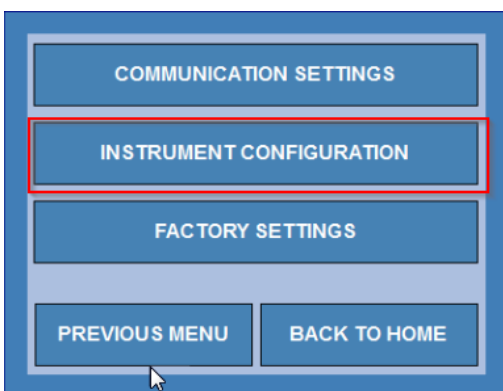 COMMUNICATION SETTINGS
INSTRUMENT CONFIGURATION
FACTORY SETTINGS
PREVIOUS MENU
BACK TO HOME